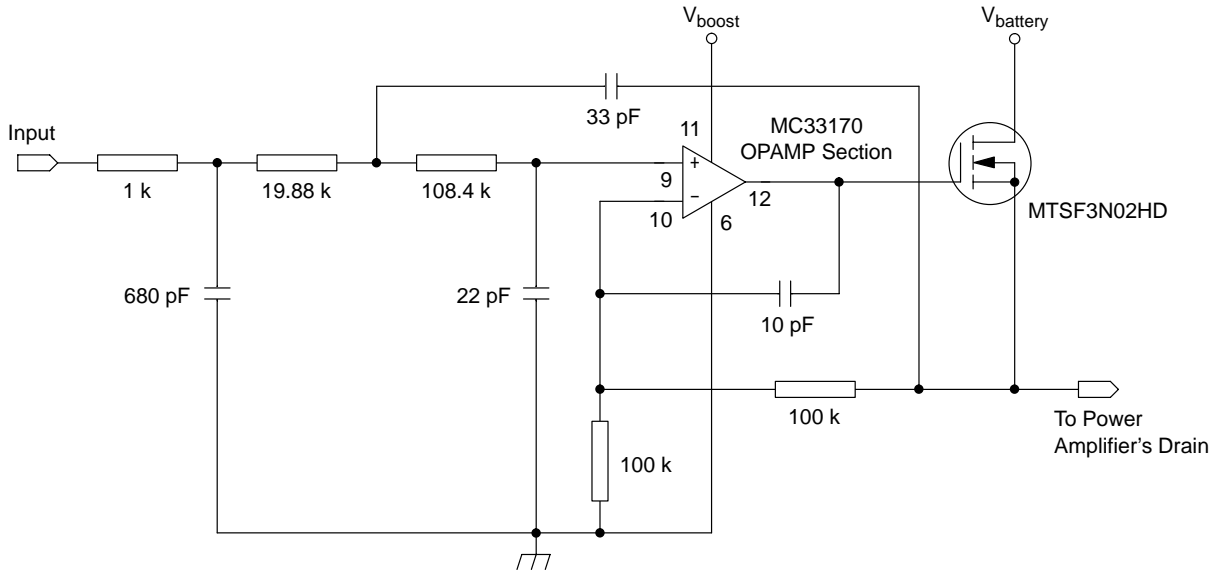 Vboost
Vbattery
33 pF
11
MC33170
OPAMP Section
Input
+
1 k
19.88 k
108.4 k
9
12
–
10
6
MTSF3N02HD
680 pF
22 pF
10 pF
100 k
To Power
Amplifier's Drain
100 k